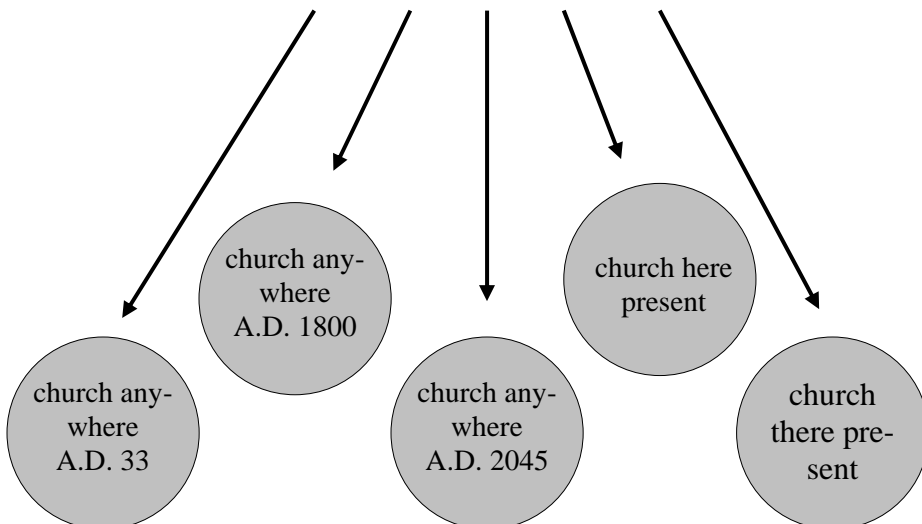 church any-
where
A.D. 33
church any-
where
A.D. 1800
church any-
where
A.D. 2045
church here
present
church
there pre-
sent